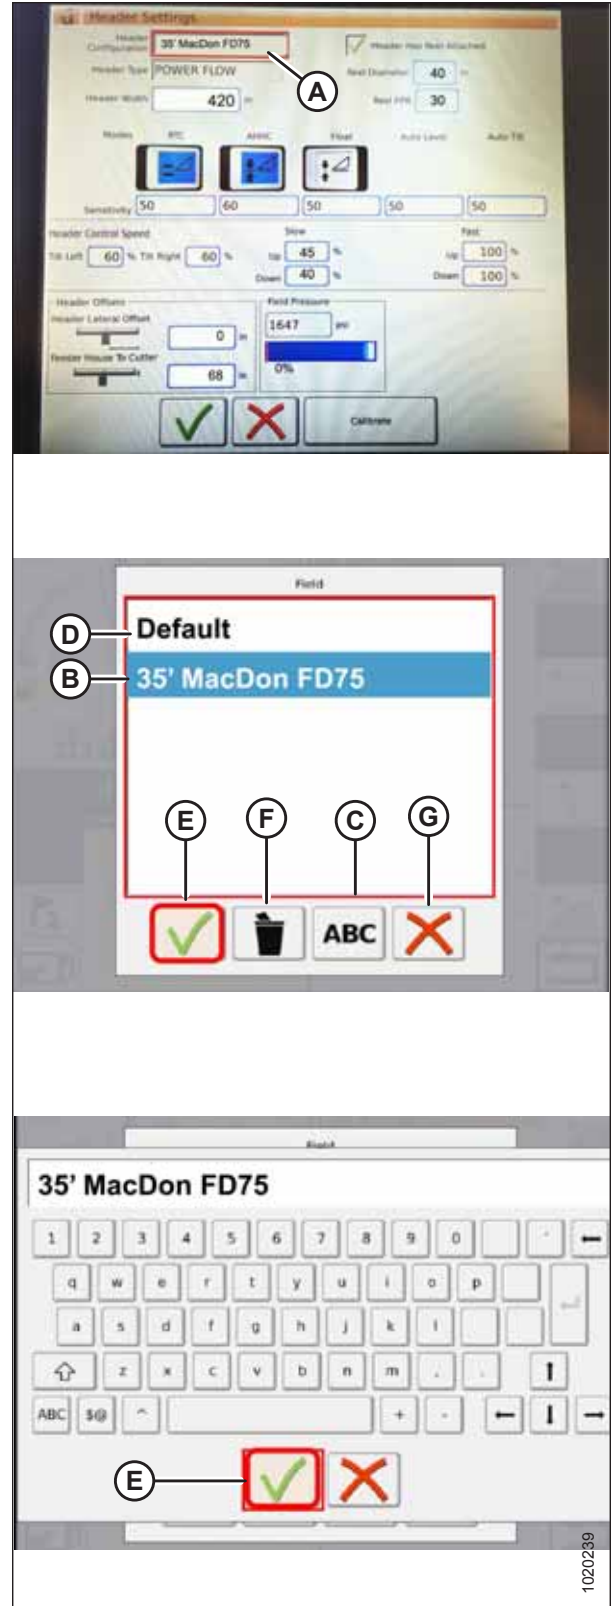 Header Settings
Header
Configuration 35' MacDon FD75 Header Has Reel Attached
A
Header Type POWER FLOW Reel Diameter 40 in
Header Width 420 in Reel PPR 30
Modes RTC AHHC Float Auto Level Auto Tilt
Sensitivity 50 60 50 50 50
Header Control Speed Slow Fast
Tilt Left 60 % Tilt Right 60 % Up 45 % Up 100 %
Down 40 % Down 100 %
Header Offsets Field Pressure
Header Lateral Offset 1647 psi
0 in
Feeder House To Cutter 0%
68 in
Calibrate
Field
D Default
B 35' MacDon FD75
E F C G
ABC
Field
35' MacDon FD75
1 2 3 4 5 6 7 8 9 0 '
q w e r t y u i o p
a s d f g h j k l
z x c v b n m , .
ABC $@ ^ + -
E
1020239